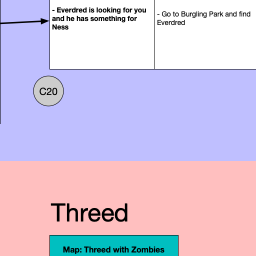 - Everdred is looking for you
and he has something for
Ness
- Go to Burgling Park and find
Everdred
C20
Threed
Map: Threed with Zombies